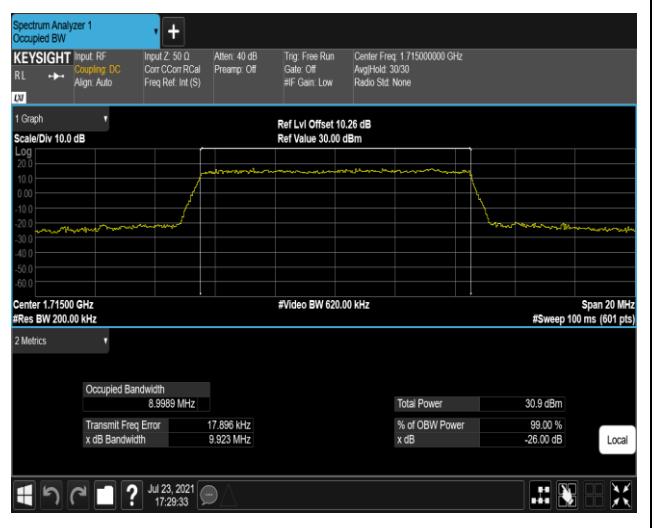 Spectrum Analyzer 1
Occupied BW
+
KEYSIGHT Input: RF Input Z: 50 Ω Atten: 40 dB Trig: Free Run Center Freq: 1.715000000 GHz
RL Coupling: DC Corr CCorr RCal Preamp: Off Gate: Off Avg|Hold: 30/30
Align: Auto Freq Ref: Int (S) #IF Gain: Low Radio Std: None
LXI
1 Graph
Ref Lvl Offset 10.26 dB
Scale/Div 10.0 dB Ref Value 30.00 dBm
Log
20.0
10.0
0.00
-10.0
-20.0
-30.0
-40.0
-50.0
-60.0
Center 1.71500 GHz #Video BW 620.00 kHz Span 20 MHz
#Res BW 200.00 kHz #Sweep 100 ms (601 pts)
2 Metrics
Occupied Bandwidth
8.9989 MHz Total Power 30.9 dBm
Transmit Freq Error 17.896 kHz % of OBW Power 99.00 %
x dB Bandwidth 9.923 MHz x dB -26.00 dB
Local
? Jul 23, 2021
17:29:33